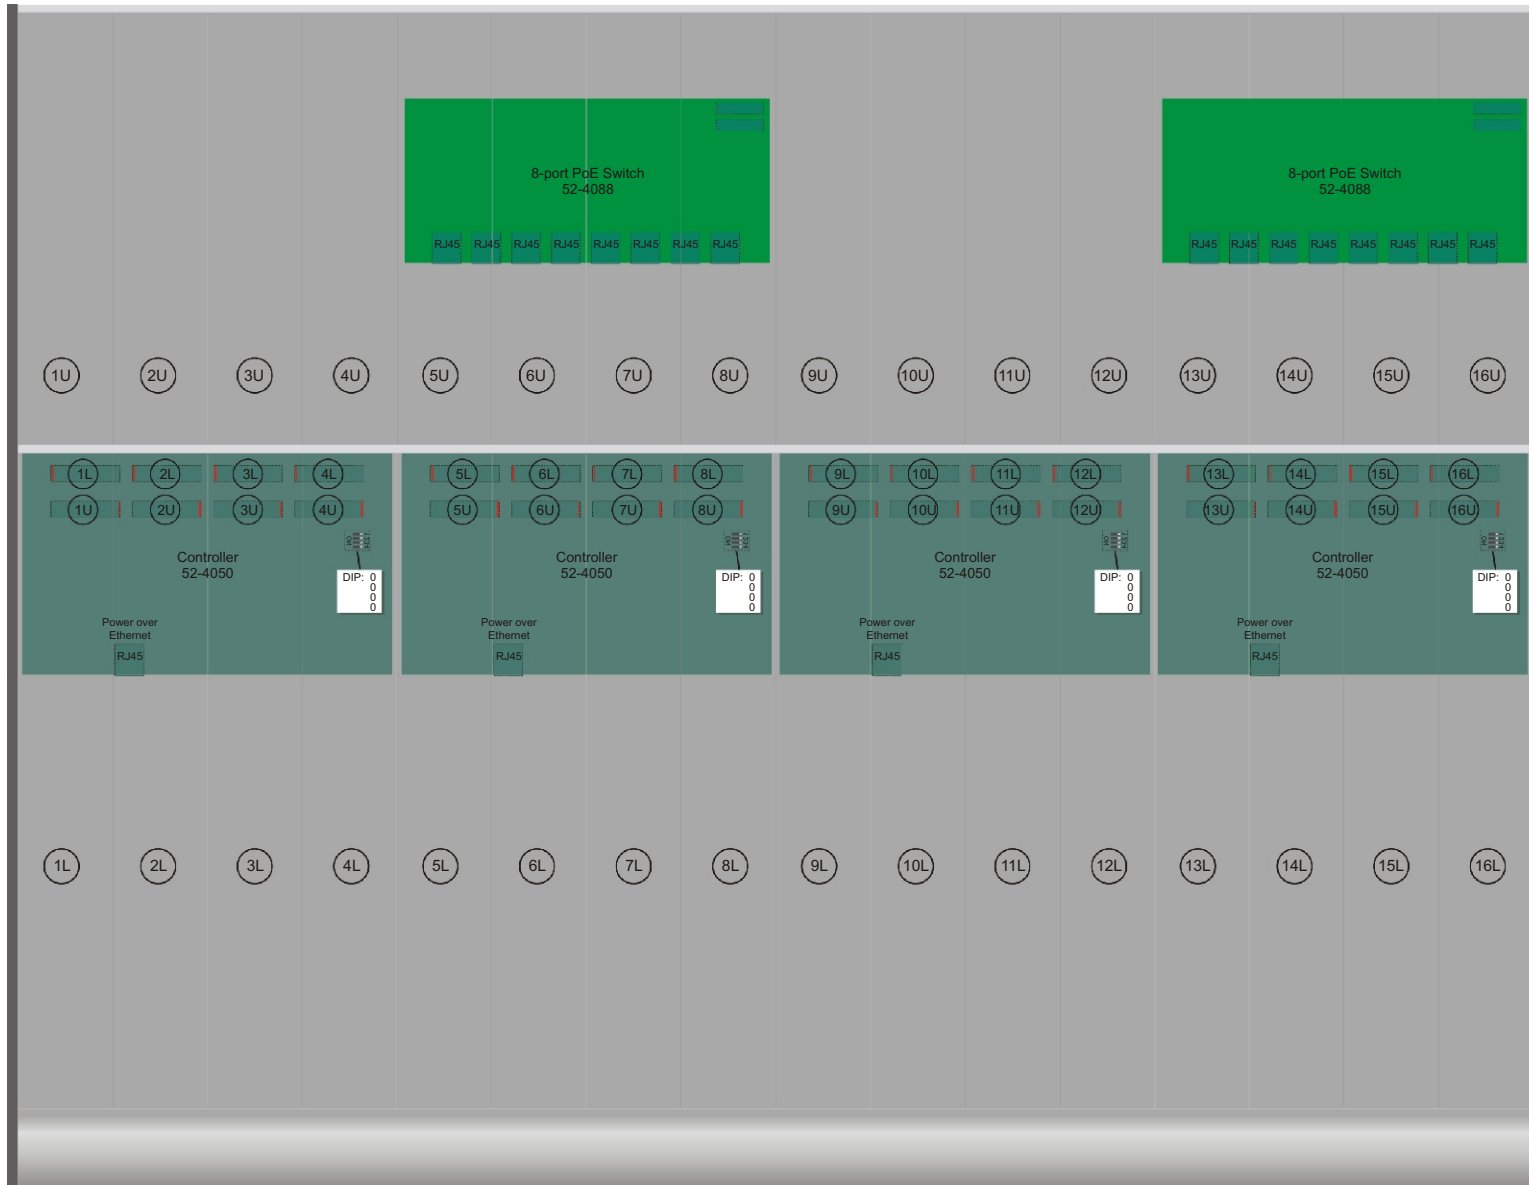 8-port PoE Switch
52-4088
RJ45 RJ45 RJ45 RJ45 RJ45 RJ45 RJ45 RJ45
8-port PoE Switch
52-4088
RJ45 RJ45 RJ45 RJ45 RJ45 RJ45 RJ45 RJ45
1U 2U 3U 4U 5U 6U 7U 8U 9U 10U 11U 12U 13U 14U 15U 16U
1L 2L 3L 4L
1U 2U 3U 4U
ON
Controller
52-4050
DIP: 0
0
0
0
Power over
Ethernet
RJ45
5L 6L 7L 8L
5U 6U 7U 8U
ON
Controller
52-4050
DIP: 0
0
0
0
Power over
Ethernet
RJ45
9L 10L 11L 12L
9U 10U 11U 12U
ON
Controller
52-4050
DIP: 0
0
0
0
Power over
Ethernet
RJ45
13L 14L 15L 16L
13U 14U 15U 16U
ON
Controller
52-4050
DIP: 0
0
0
0
Power over
Ethernet
RJ45
1L 2L 3L 4L 5L 6L 7L 8L 9L 10L 11L 12L 13L 14L 15L 16L